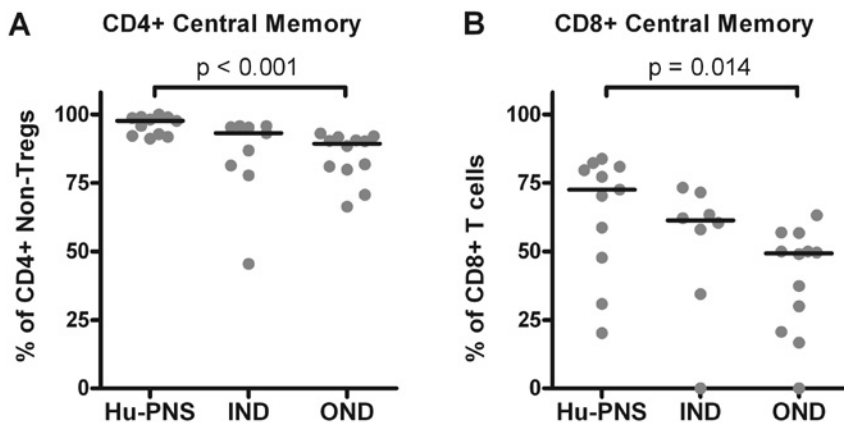 A
CD4+ Central Memory
p < 0.001
100
75
50
25
0
% of CD4+ Non-Tregs
Hu-PNS IND OND
B
CD8+ Central Memory
p = 0.014
100
75
50
25
0
% of CD8+ T cells
Hu-PNS IND OND